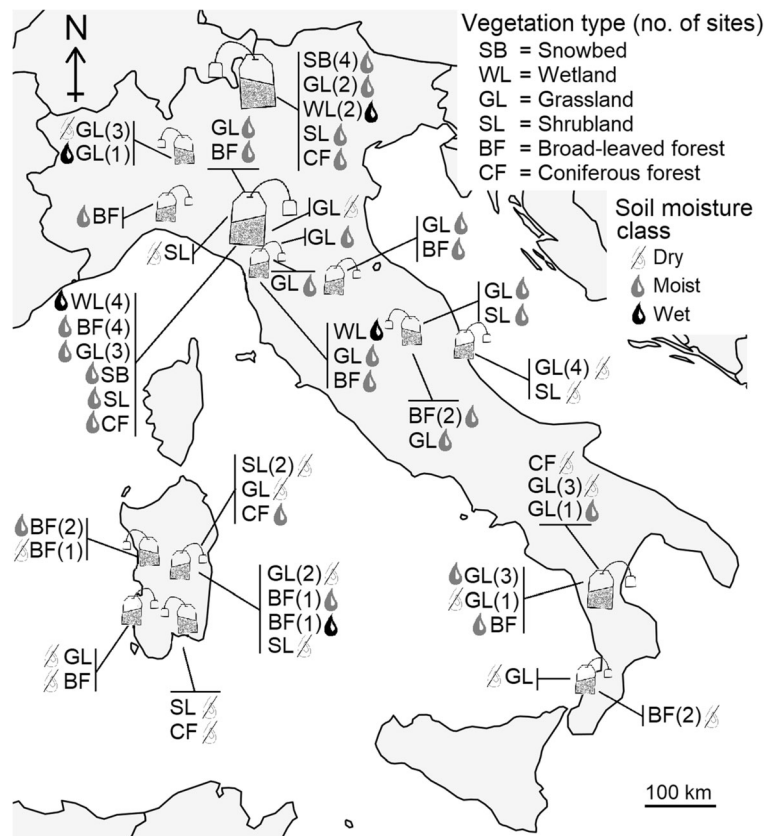 N
Vegetation type (no. of sites)
SB = Snowbed
WL = Wetland
GL = Grassland
SL = Shrubland
BF = Broad-leaved forest
CF = Coniferous forest
Soil moisture
class
Dry
Moist
Wet
SB(4)
GL(2)
WL(2)
SL
CF
GL
BF
GL(3)
GL(1)
BF
GL
GL
SL
GL
GL
BF
WL(4)
BF(4)
GL(3)
SB
SL
CF
WL
GL
BF
GL
SL
GL(4)
SL
BF(2)
GL
CF
GL(3)
GL(1)
SL(2)
GL
CF
BF(2)
BF(1)
GL(2)
BF(1)
BF(1)
SL
GL(3)
GL(1)
BF
GL
BF
SL
CF
GL
BF(2)
100 km